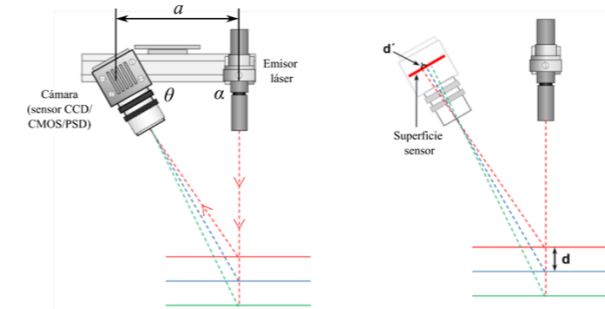 a
Emisor
láser
Cámara
(sensor CCD/
CMOS/PSD)
θ
α
d´
Superficie
sensor
d